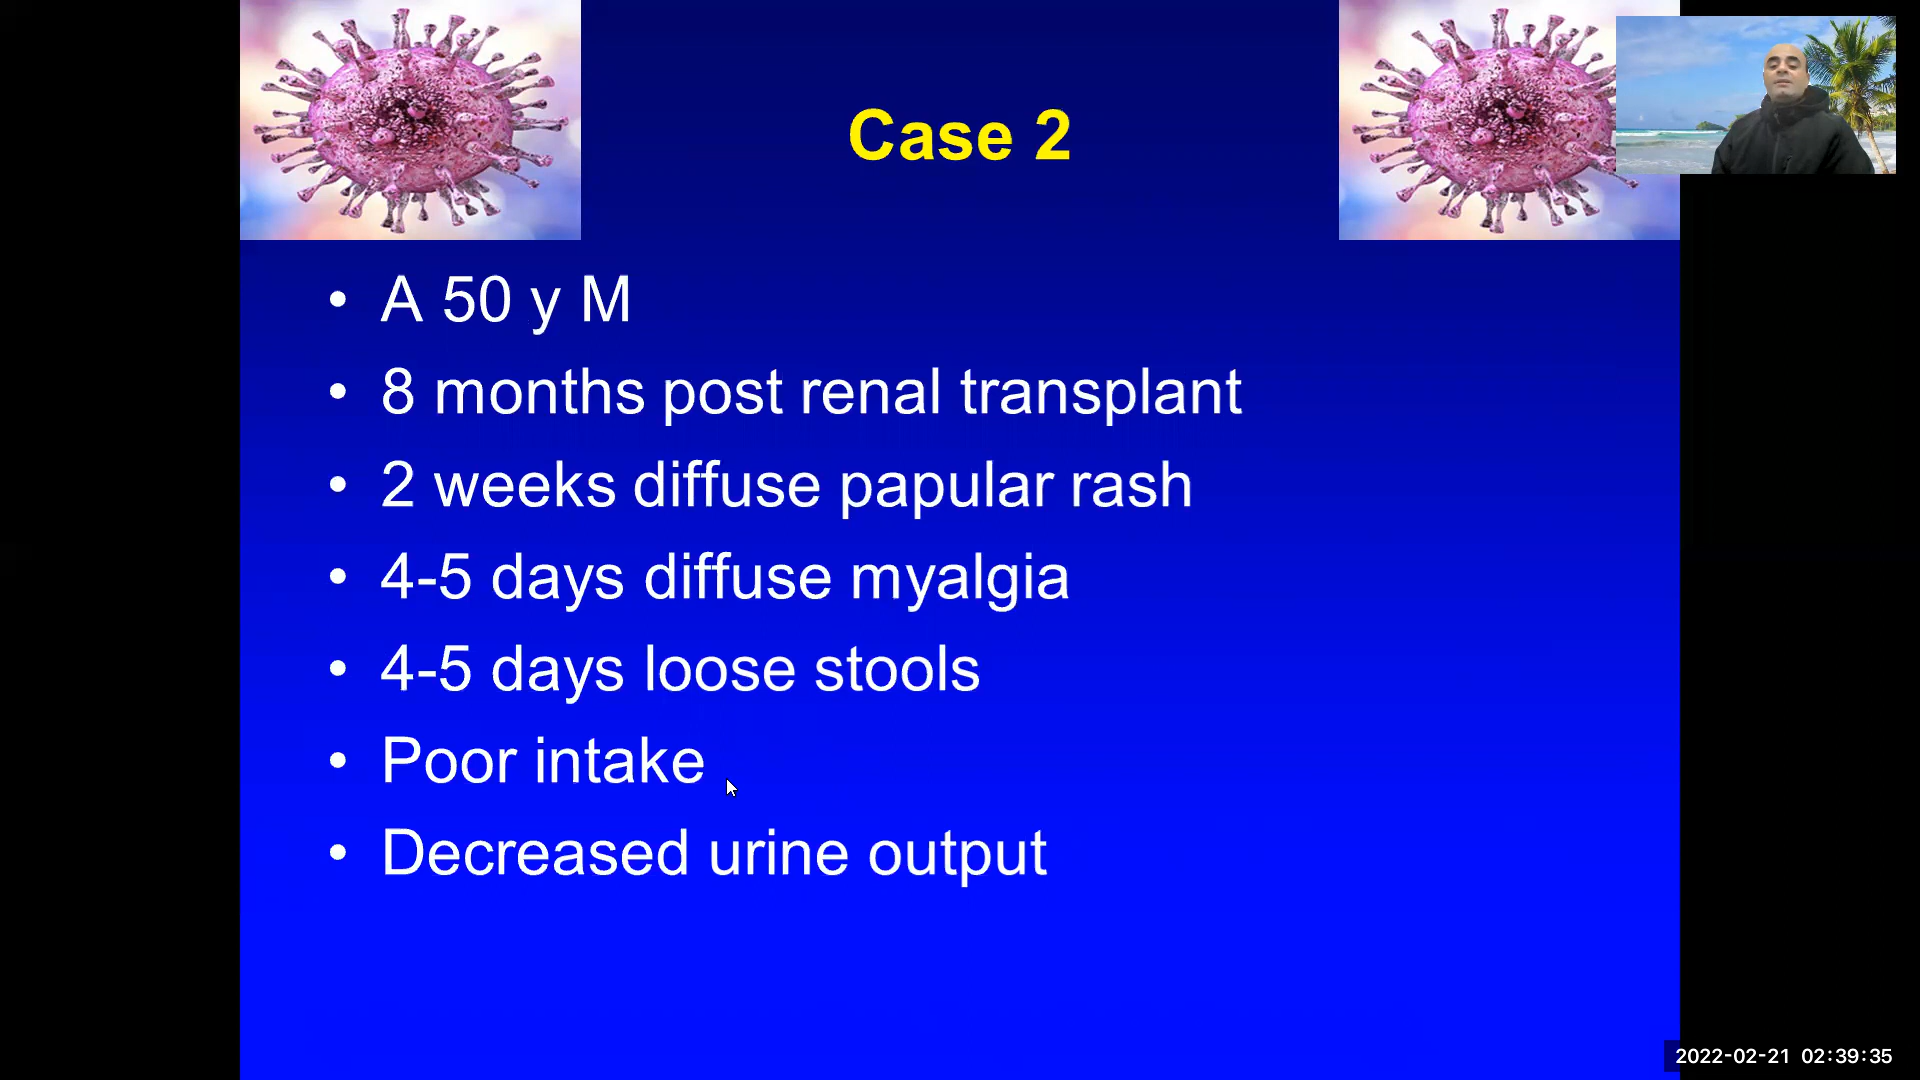 Case 2
• A 50 y M
• 8 months post renal transplant
• 2 weeks diffuse papular rash
• 4-5 days diffuse myalgia
• 4-5 days loose stools
• Poor intake
• Decreased urine output
2022-02-21 02:39:35